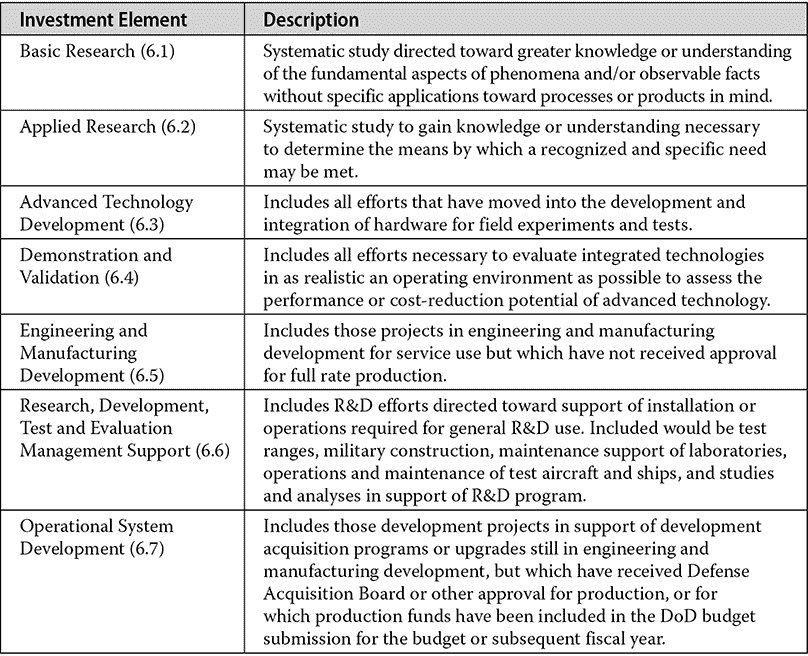 Investment Element Description
Basic Research (6.1) Systematic study directed toward greater knowledge or understanding
of the fundamental aspects of phenomena and/or observable facts
without specific applications toward processes or products in mind.
Applied Research (6.2) Systematic study to gain knowledge or understanding necessary
to determine the means by which a recognized and specific need
may be met.
Advanced Technology Includes all efforts that have moved into the development and
Development (6.3) integration of hardware for field experiments and tests.
Demonstration and Includes all efforts necessary to evaluate integrated technologies
Validation (6.4) in as realistic an operating environment as possible to assess the
performance or cost-reduction potential of advanced technology.
Engineering and Includes those projects in engineering and manufacturing
Manufacturing development for service use but which have not received approval
Development (6.5) for full rate production.
Research, Development, Includes R&D efforts directed toward support of installation or
Test and Evaluation operations required for general R&D use. Included would be test
Management Support (6.6) ranges, military construction, maintenance support of laboratories,
operations and maintenance of test aircraft and ships, and studies
and analyses in support of R&D program.
Operational System Includes those development projects in support of development
Development (6.7) acquisition programs or upgrades still in engineering and
manufacturing development, but which have received Defense
Acquisition Board or other approval for production, or for
which production funds have been included in the DoD budget
submission for the budget or subsequent fiscal year.